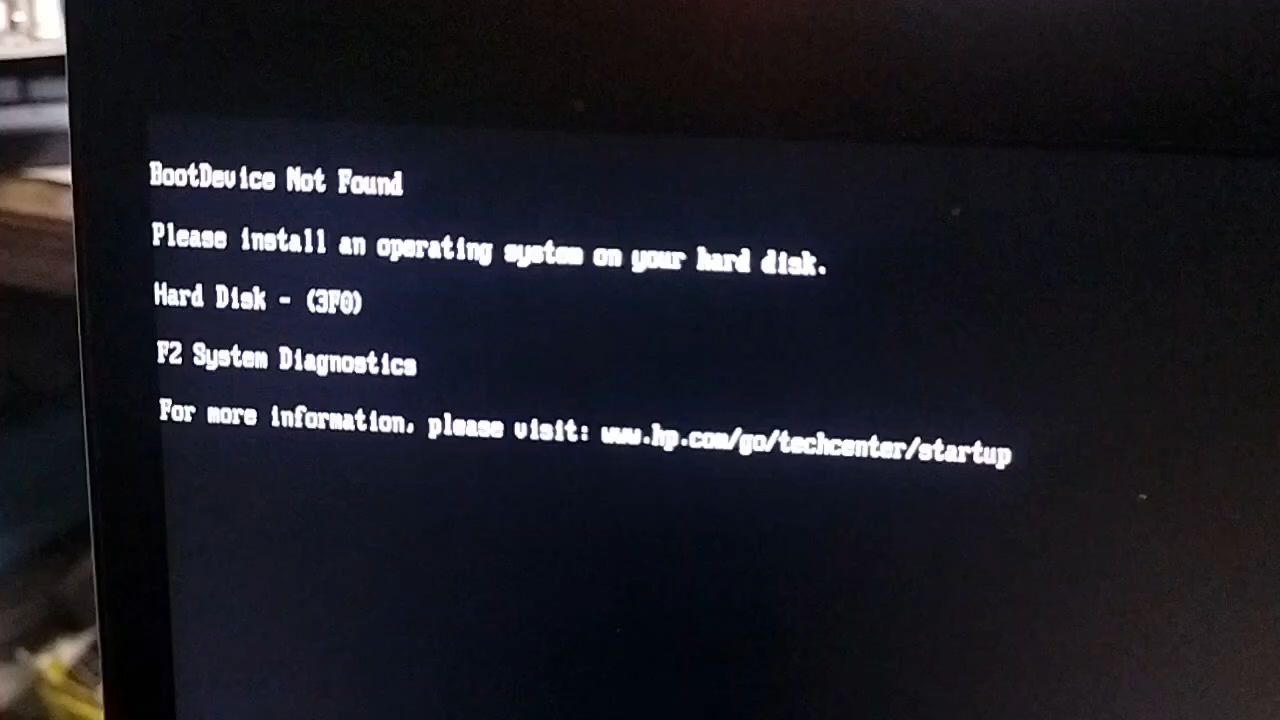 BootDevice Not Found
Please install an operating system on your hard disk.
Hard Disk - (3F0)
F2 System Diagnostics
For more information, please visit: www.hp.com/go/techcenter/startup